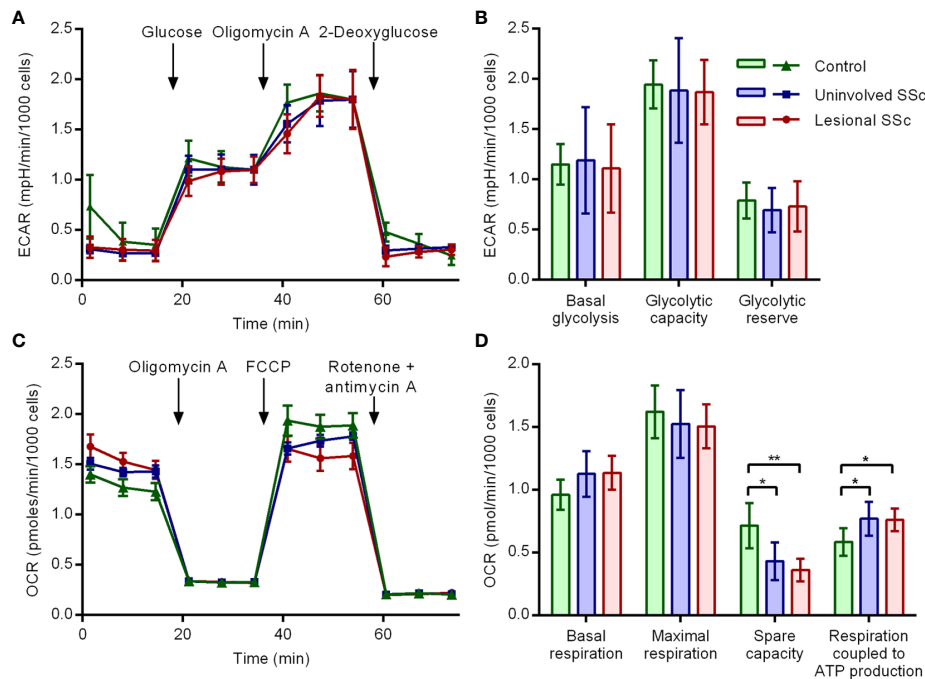 A
Glucose
Oligomycin A
2-Deoxyglucose
ECAR (mpH/min/1000 cells)
2.5
2.0
1.5
1.0
0.5
0.0
0
20
40
60
Time (min)
B
Control
Uninvolved SSc
Lesional SSc
ECAR (mpH/min/1000 cells)
2.5
2.0
1.5
1.0
0.5
0.0
Basal
glycolysis
Glycolytic
capacity
Glycolytic
reserve
C
Oligomycin A
FCCP
Rotenone +
antimycin A
OCR (pmoles/min/1000 cells)
2.5
2.0
1.5
1.0
0.5
0.0
0
20
40
60
Time (min)
D
OCR (pmol/min/1000 cells)
2.0
1.5
1.0
0.5
0.0
**
*
*
*
Basal
respiration
Maximal
respiration
Spare
capacity
Respiration
coupled to
ATP production